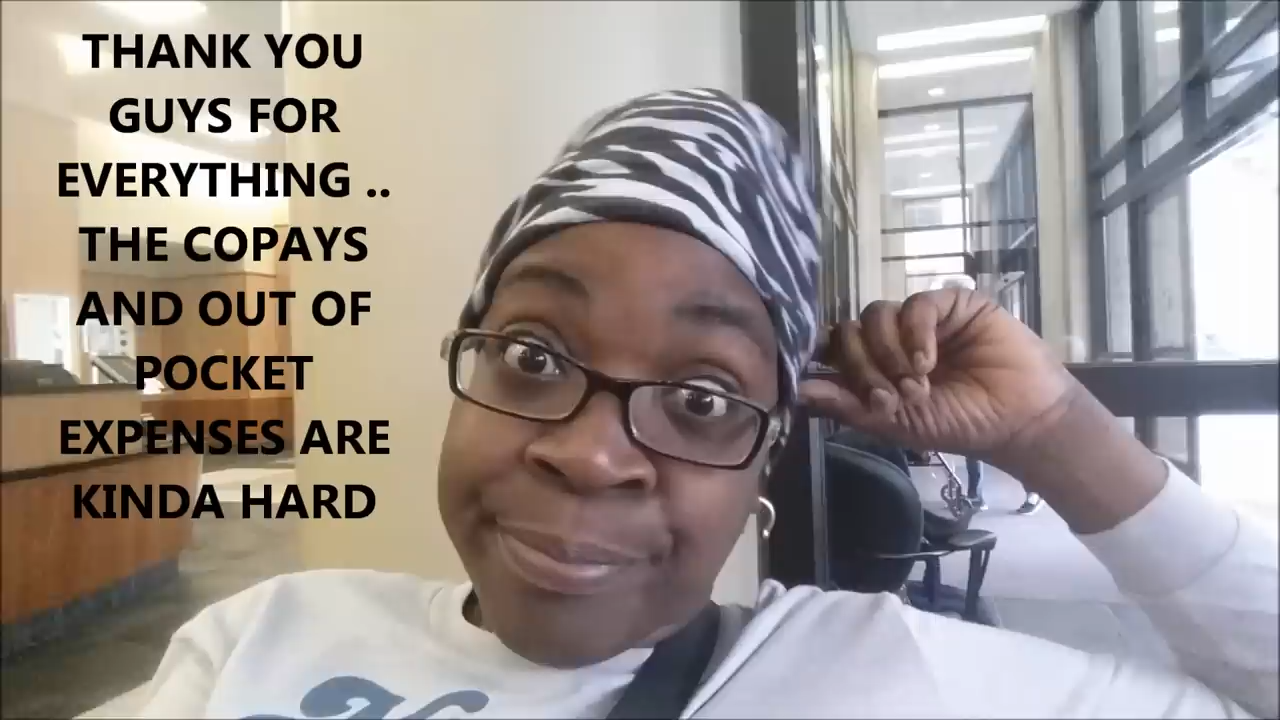 THANK YOU
GUYS FOR
EVERYTHING ..
THE COPAYS
AND OUT OF
POCKET
EXPENSES ARE
KINDA HARD